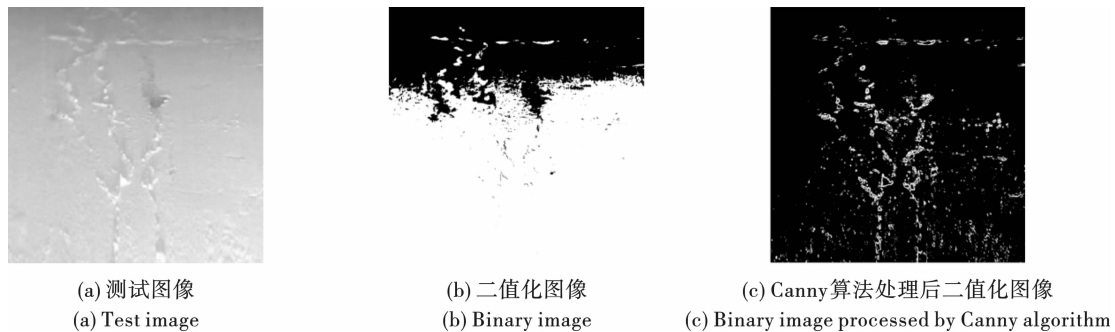 (a) 测试图像
(a) Test image
(b) 二值化图像
(b) Binary image
(c) Canny算法处理后二值化图像
(c) Binary image processed by Canny algorithm